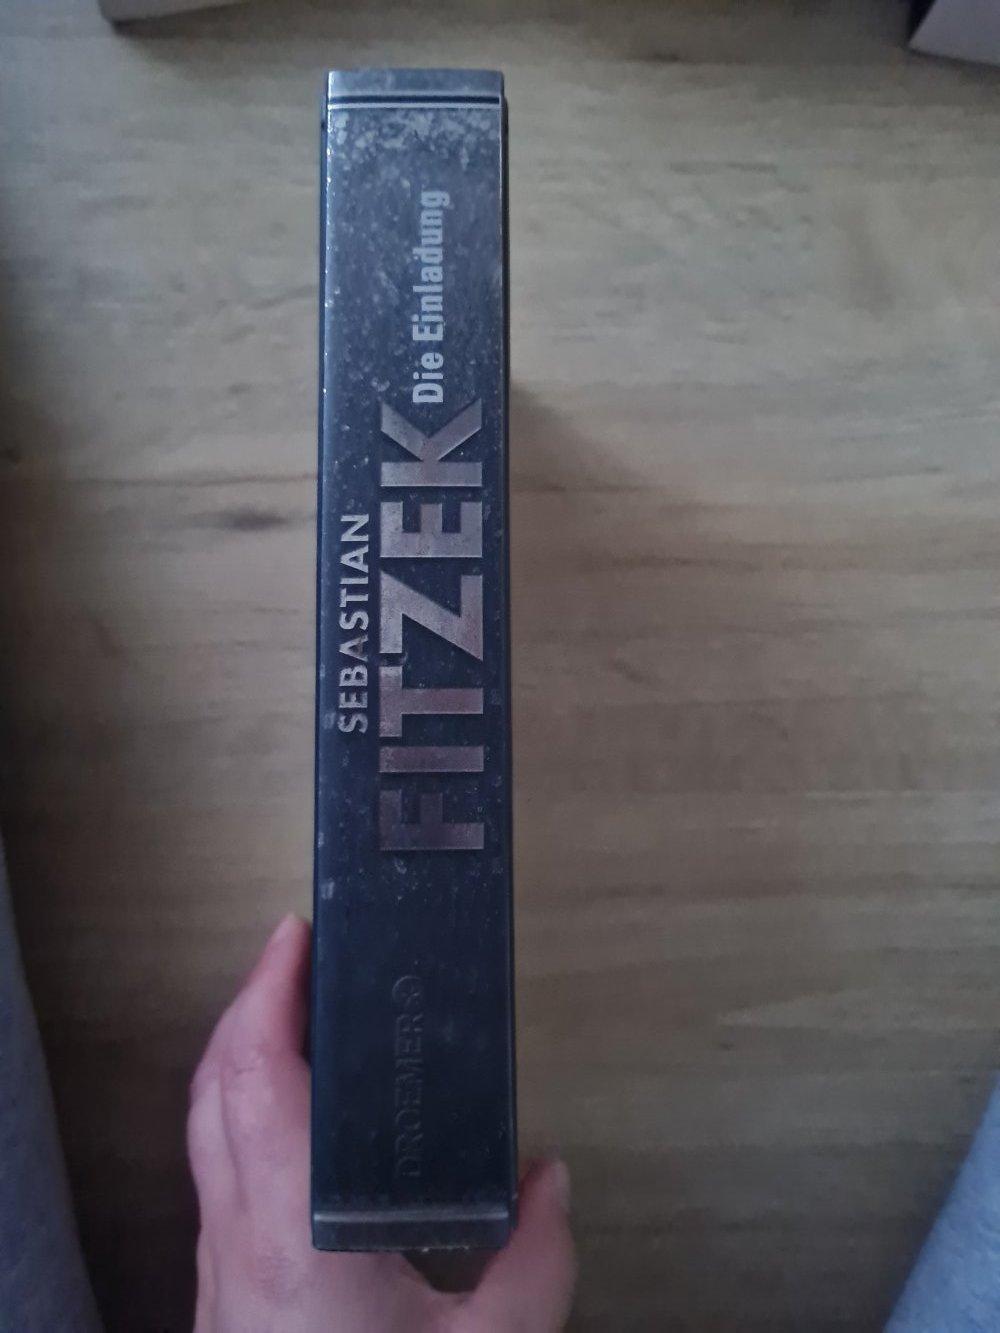 SEBASTIAN
FITZEK
Die Einladung
DROEMER